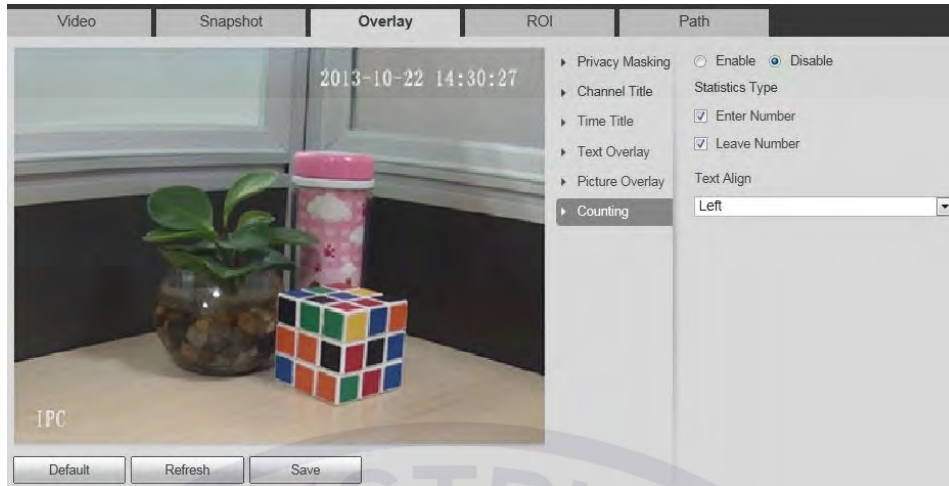 Video Snapshot Overlay ROI Path
2013-10-22 14:30:27
IPC
Privacy Masking
Channel Title
Time Title
Text Overlay
Picture Overlay
Counting
Enable Disable
Statistics Type
Enter Number
Leave Number
Text Align
Left
Default Refresh Save